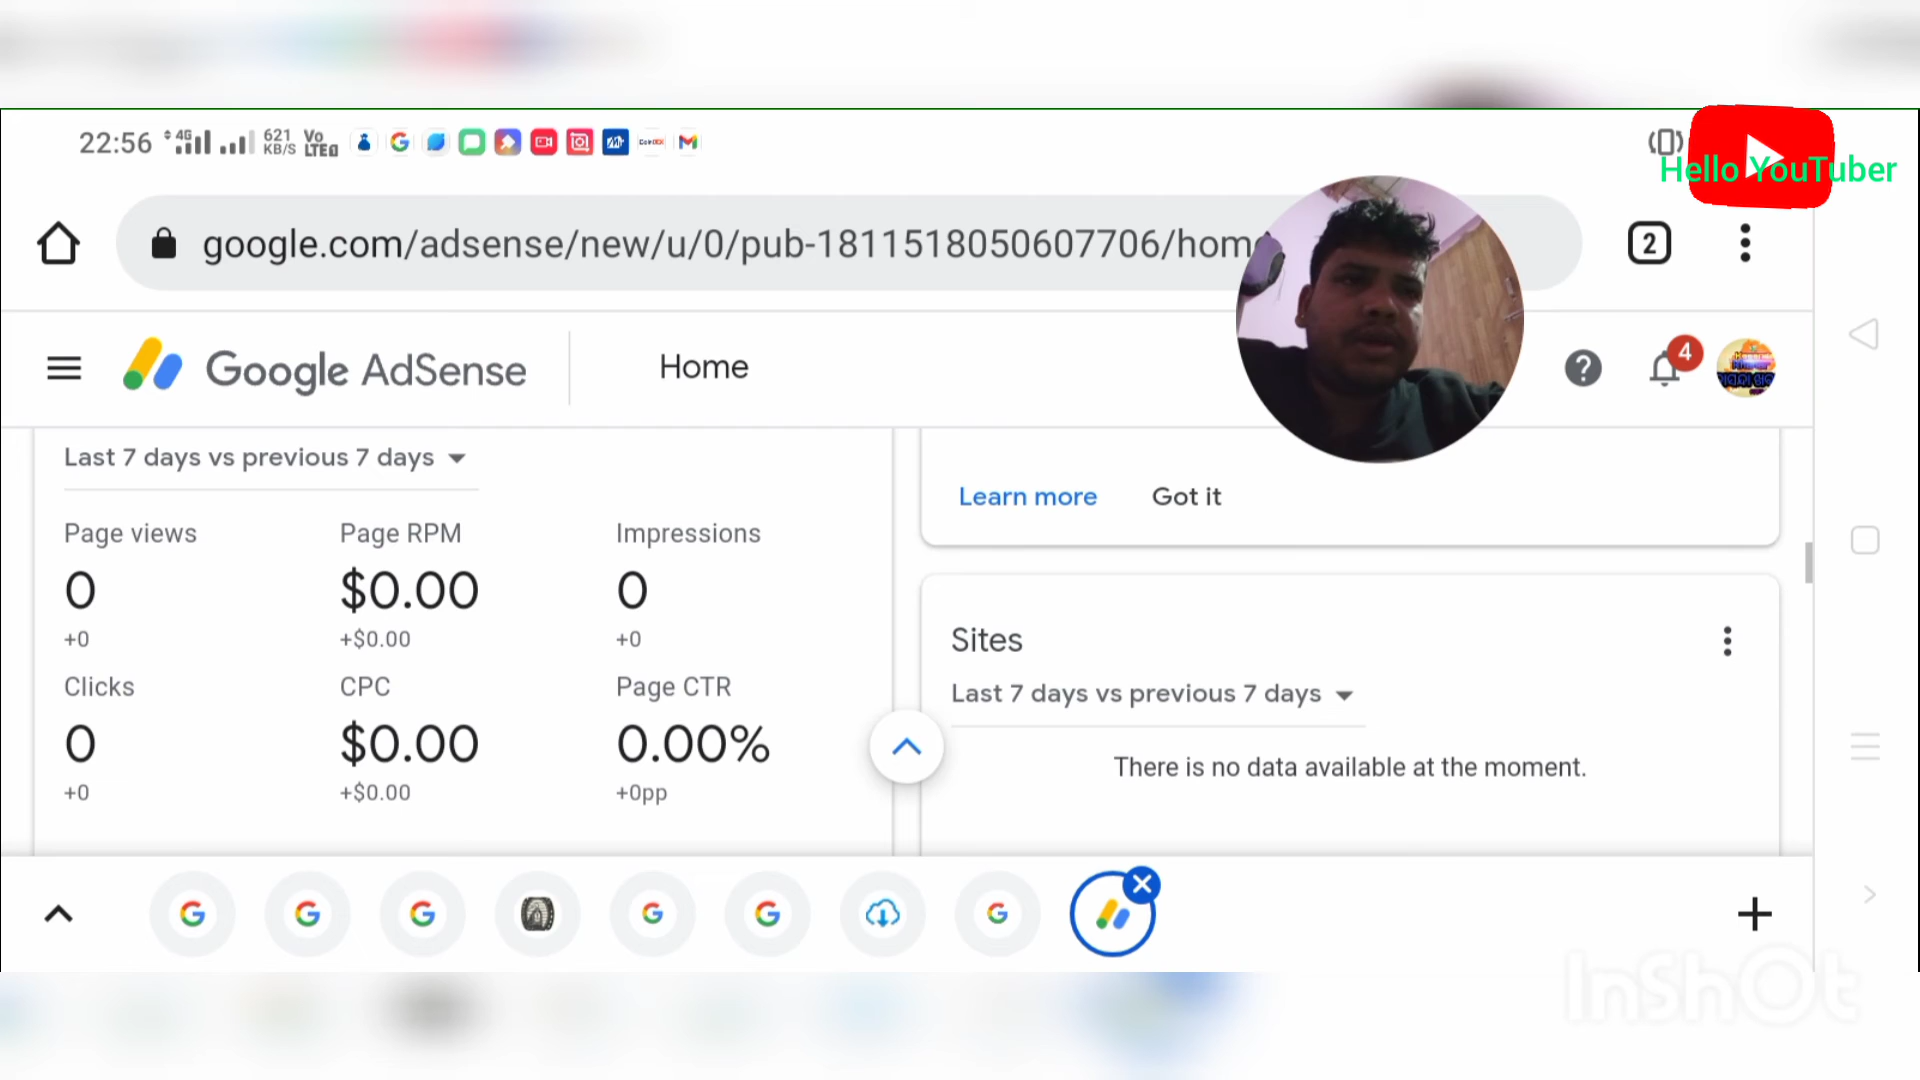 22:56 4G 621 KB/S Vo LTE
Hello YouTuber
google.com/adsense/new/u/0/pub-1811518050607706/hom
2
Google AdSense
Home
4
Last 7 days vs previous 7 days
Learn more
Got it
Page views
Page RPM
Impressions
0
$0.00
0
+0
+$0.00
+0
Sites
Clicks
CPC
Page CTR
Last 7 days vs previous 7 days
0
$0.00
0.00%
There is no data available at the moment.
+0
+$0.00
+0pp
InShOt